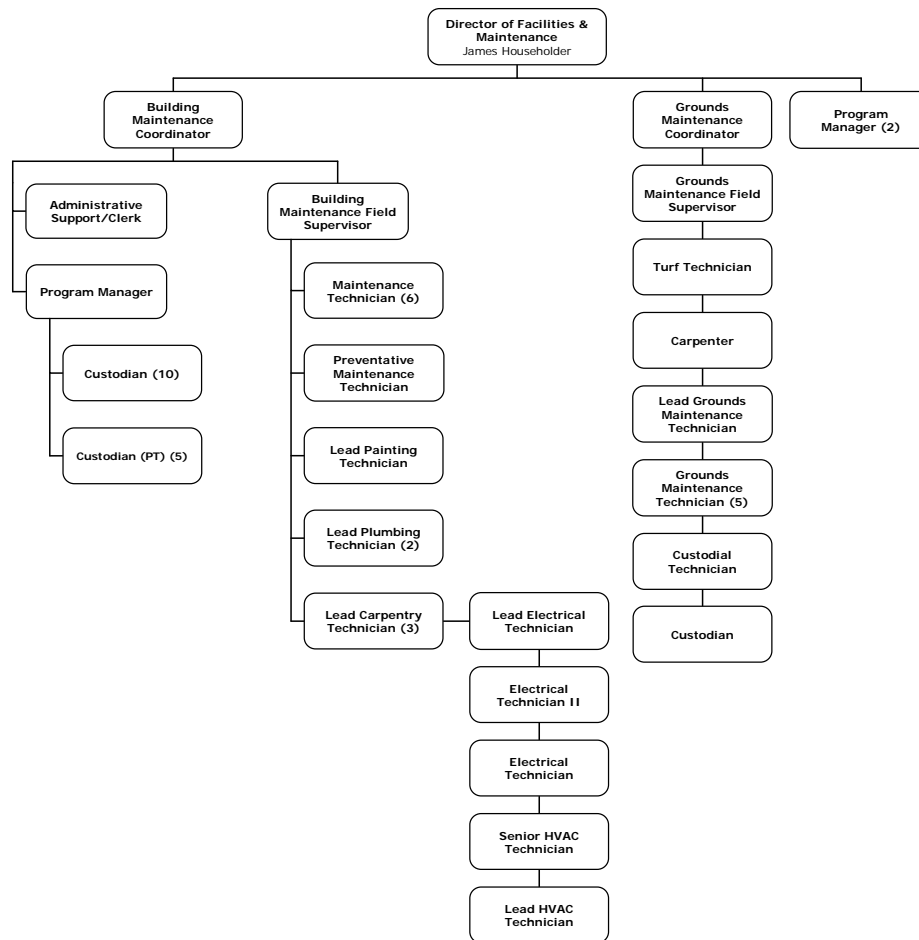 Director of Facilities &
Maintenance
James Householder
Building
Maintenance
Coordinator
Grounds
Maintenance
Coordinator
Program
Manager (2)
Administrative
Support/Clerk
Program Manager
Custodian (10)
Custodian (PT) (5)
Building
Maintenance Field
Supervisor
Maintenance
Technician (6)
Preventative
Maintenance
Technician
Lead Painting
Technician
Lead Plumbing
Technician (2)
Lead Carpentry
Technician (3)
Lead Electrical
Technician
Electrical
Technician II
Electrical
Technician
Senior HVAC
Technician
Lead HVAC
Technician
Grounds
Maintenance Field
Supervisor
Turf Technician
Carpenter
Lead Grounds
Maintenance
Technician
Grounds
Maintenance
Technician (5)
Custodial
Technician
Custodian